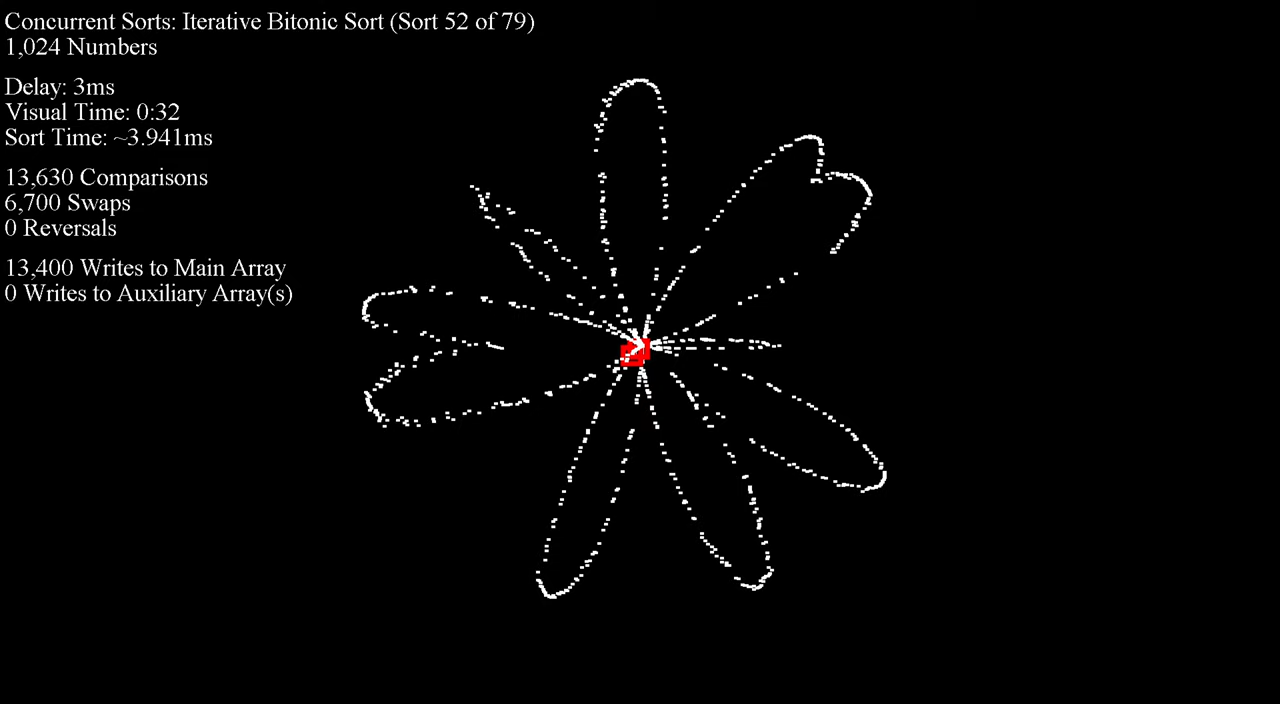 Concurrent Sorts: Iterative Bitonic Sort (Sort 52 of 79)
1,024 Numbers
Delay: 3ms
Visual Time: 0:32
Sort Time: ~3.941ms
13,630 Comparisons
6,700 Swaps
0 Reversals
13,400 Writes to Main Array
0 Writes to Auxiliary Array(s)